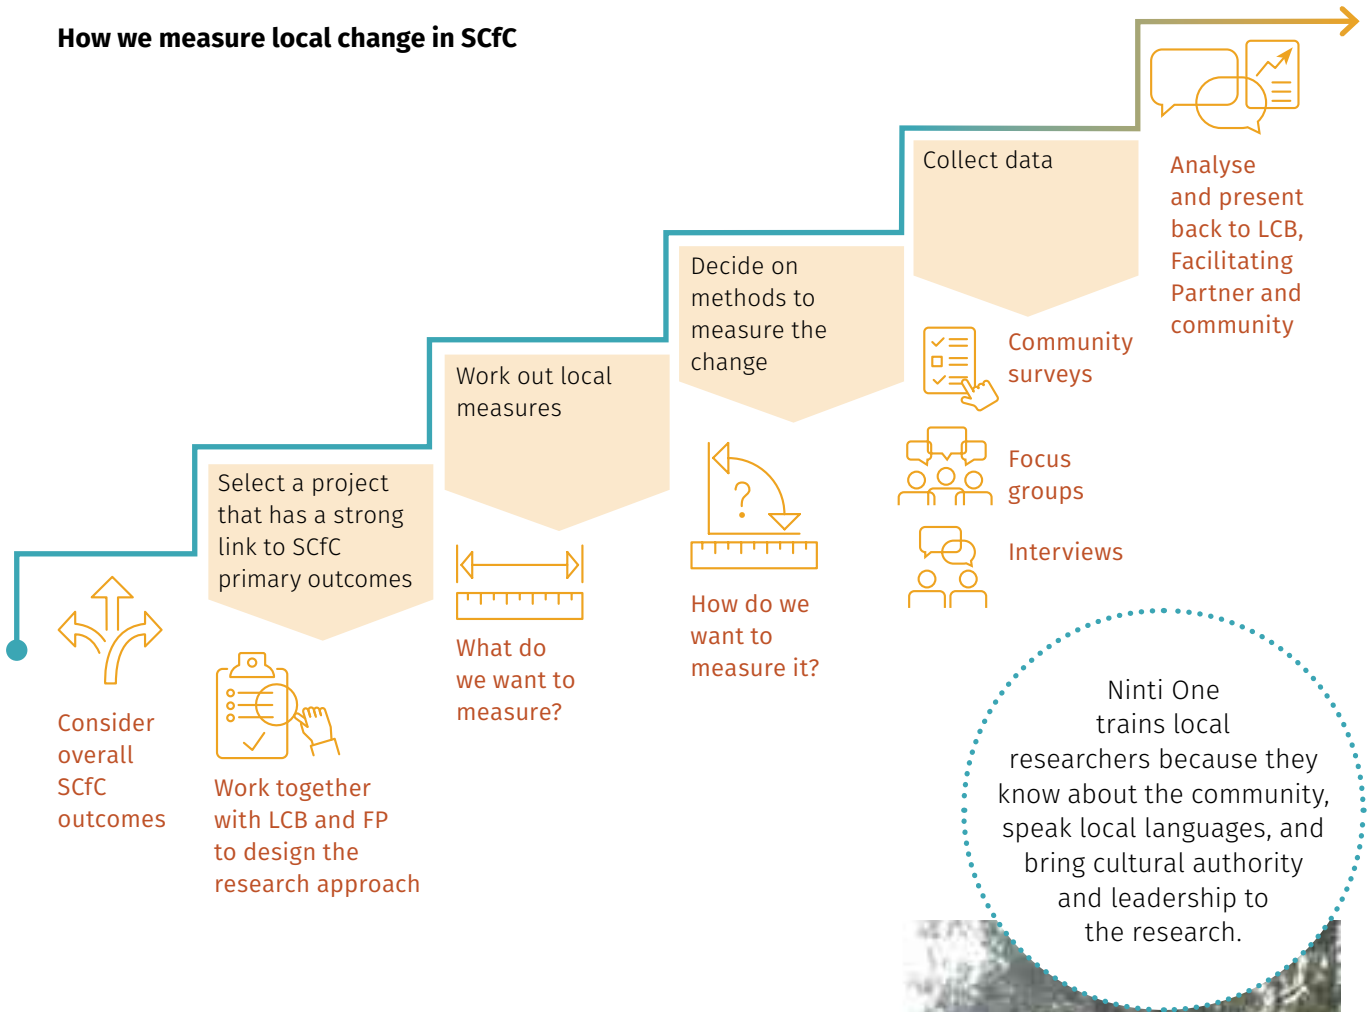 How we measure local change in SCfC
Consider
overall
SCfC
outcomes
Select a project
that has a strong
link to SCfC
primary outcomes
Work together
with LCB and FP
to design the
research approach
Work out local
measures
What do
we want to
measure?
Decide on
methods to
measure the
change
?
How do we
want to
measure it?
Collect data
Community
surveys
Focus
groups
Interviews
Analyse
and present
back to LCB,
Facilitating
Partner and
community
Ninti One
trains local
researchers because they
know about the community,
speak local languages, and
bring cultural authority
and leadership to
the research.